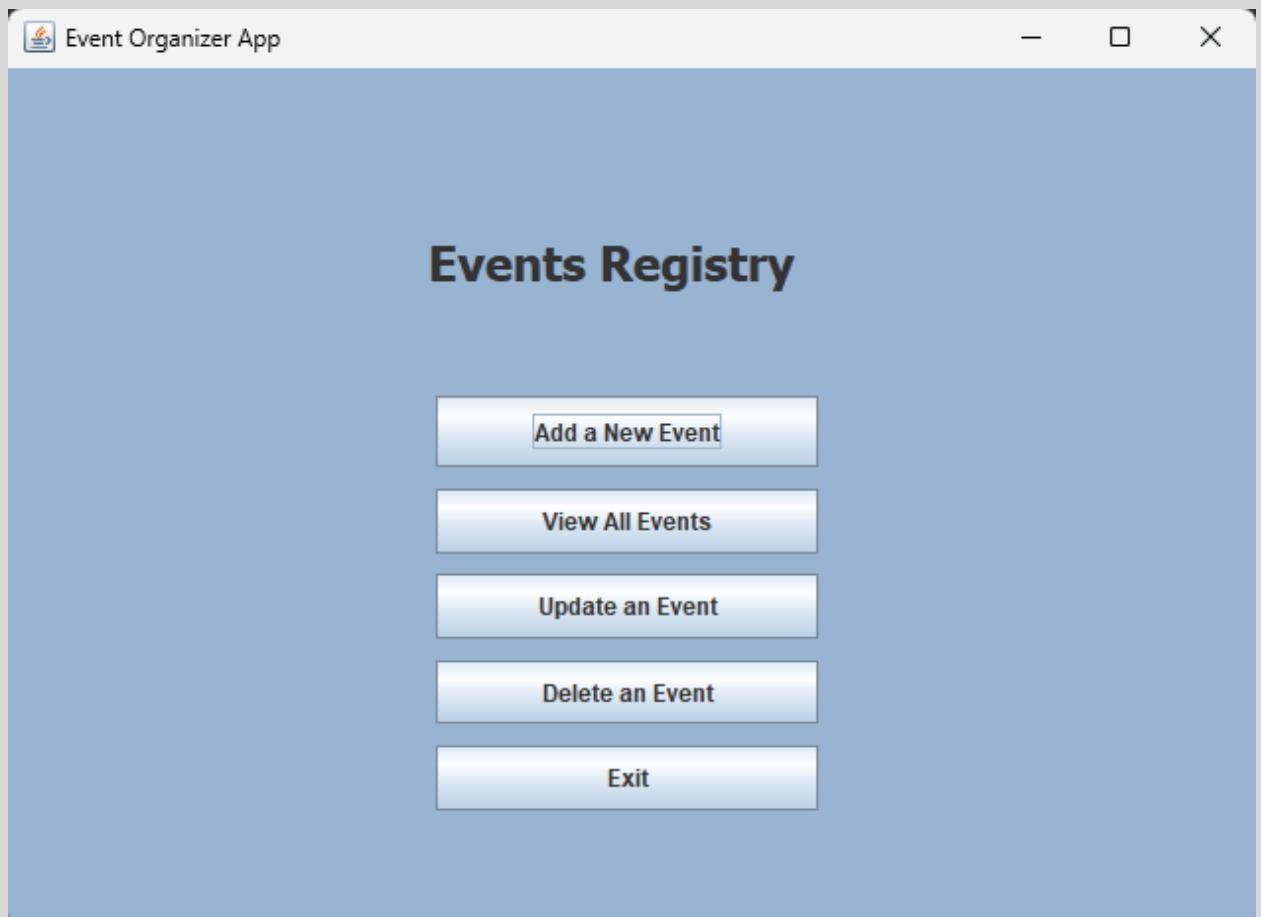 Event Organizer App
Events Registry
Add a New Event
View All Events
Update an Event
Delete an Event
Exit